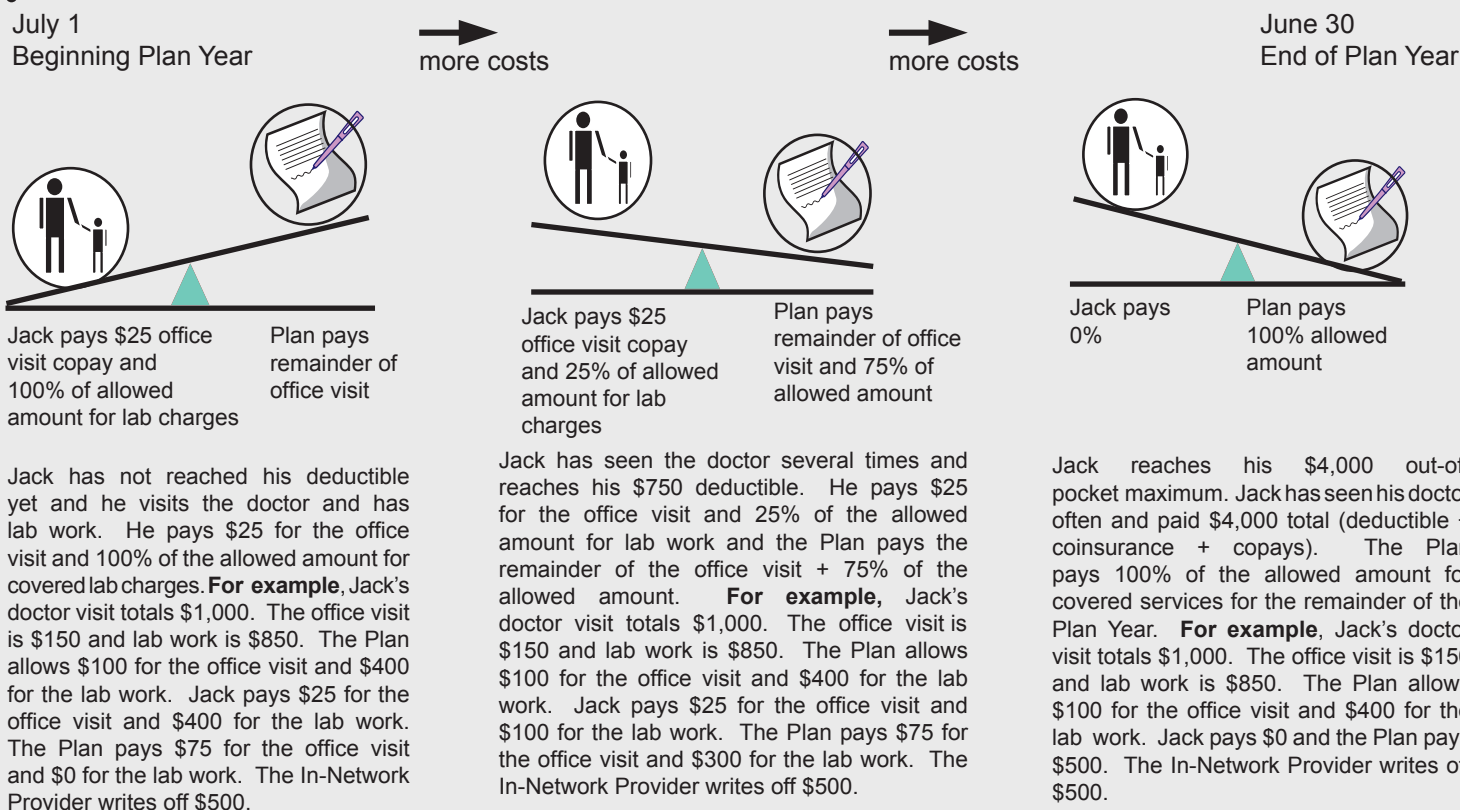 July 1
Beginning Plan Year
more costs
more costs
June 30
End of Plan Year
Jack pays $25 office
visit copay and
100% of allowed
amount for lab charges
Plan pays
remainder of
office visit
Jack has not reached his deductible
yet and he visits the doctor and has
lab work. He pays $25 for the office
visit and 100% of the allowed amount for
covered lab charges. For example, Jack's
doctor visit totals $1,000. The office visit
is $150 and lab work is $850. The Plan
allows $100 for the office visit and $400
for the lab work. Jack pays $25 for the
office visit and $400 for the lab work.
The Plan pays $75 for the office visit
and $0 for the lab work. The In-Network
Provider writes off $500.
Jack pays $25
office visit copay
and 25% of allowed
amount for lab
charges
Plan pays
remainder of office
visit and 75% of
allowed amount
Jack has seen the doctor several times and
reaches his $750 deductible. He pays $25
for the office visit and 25% of the allowed
amount for lab work and the Plan pays the
remainder of the office visit + 75% of the
allowed amount. For example, Jack's
doctor visit totals $1,000. The office visit is
$150 and lab work is $850. The Plan allows
$100 for the office visit and $400 for the lab
work. Jack pays $25 for the office visit and
$100 for the lab work. The Plan pays $75 for
the office visit and $300 for the lab work. The
In-Network Provider writes off $500.
Jack pays
0%
Plan pays
100% allowed
amount
Jack reaches his $4,000 out-of
pocket maximum. Jack has seen his docto
often and paid $4,000 total (deductible
coinsurance + copays). The Plan
pays 100% of the allowed amount fo
covered services for the remainder of the
Plan Year. For example, Jack's docto
visit totals $1,000. The office visit is $150
and lab work is $850. The Plan allow
$100 for the office visit and $400 for the
lab work. Jack pays $0 and the Plan pay
$500. The In-Network Provider writes of
$500.